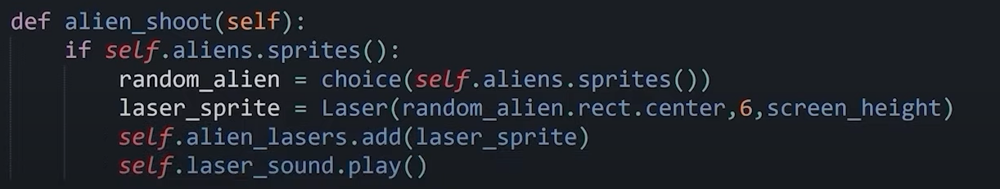 def alien_shoot(self):
    if self.aliens.sprites():
        random_alien = choice(self.aliens.sprites())
        laser_sprite = Laser(random_alien.rect.center,6,screen_height)
        self.alien_lasers.add(laser_sprite)
        self.laser_sound.play()